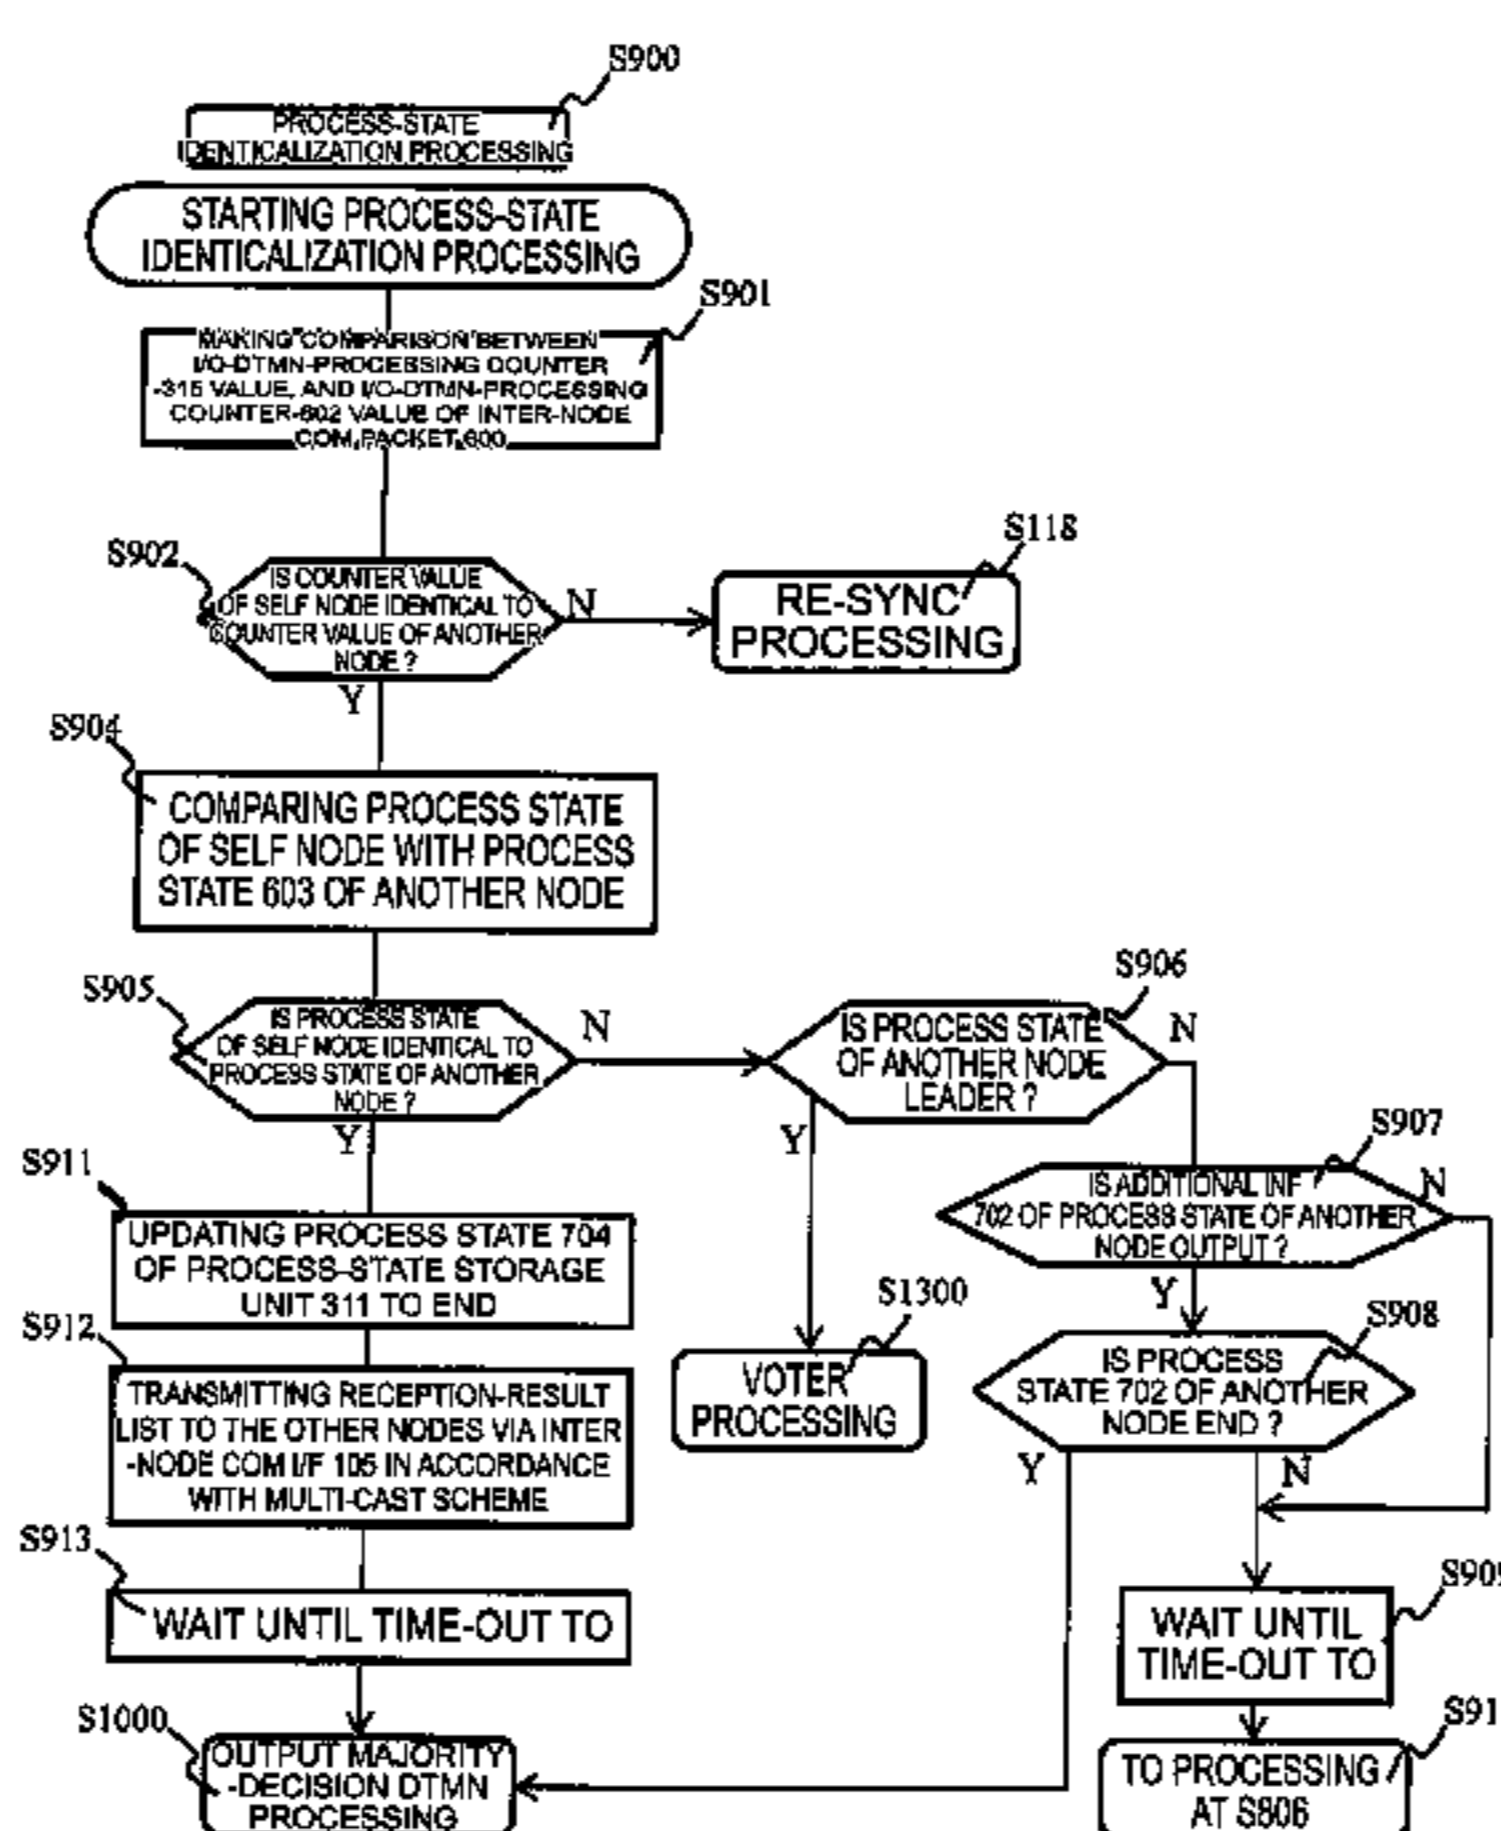 S900
PROCESS-STATE
IDENTICALIZATION PROCESSING
STARTING PROCESS-STATE
IDENTICALIZATION PROCESSING
S901
MAKING COMPARISON BETWEEN
I/O-DTMN-PROCESSING COUNTER
-315 VALUE, AND I/O-DTMN-PROCESSING
COUNTER-602 VALUE OF INTER-NODE
COM PACKET 600
S902
IS COUNTER VALUE
OF SELF NODE IDENTICAL TO
COUNTER VALUE OF ANOTHER
NODE ?
N
Y
S118
RE-SYNC
PROCESSING
S904
COMPARING PROCESS STATE
OF SELF NODE WITH PROCESS
STATE 603 OF ANOTHER NODE
S905
IS PROCESS STATE
OF SELF NODE IDENTICAL TO
PROCESS STATE OF ANOTHER
NODE ?
N
Y
S906
IS PROCESS STATE
OF ANOTHER NODE
LEADER ?
N
Y
S907
IS ADDITIONAL INF
702 OF PROCESS STATE OF ANOTHER
NODE OUTPUT ?
N
Y
S911
UPDATING PROCESS STATE 704
OF PROCESS-STATE STORAGE
UNIT 311 TO END
S1300
VOTER
PROCESSING
S908
IS PROCESS
STATE 702 OF ANOTHER
NODE END ?
Y
N
S912
TRANSMITTING RECEPTION-RESULT
LIST TO THE OTHER NODES VIA INTER
-NODE COM I/F 105 IN ACCORDANCE
WITH MULTI-CAST SCHEME
S913
WAIT UNTIL TIME-OUT TO
S909
WAIT UNTIL
TIME-OUT TO
S1000
OUTPUT MAJORITY
-DECISION DTMN
PROCESSING
S91
TO PROCESSING
AT S806